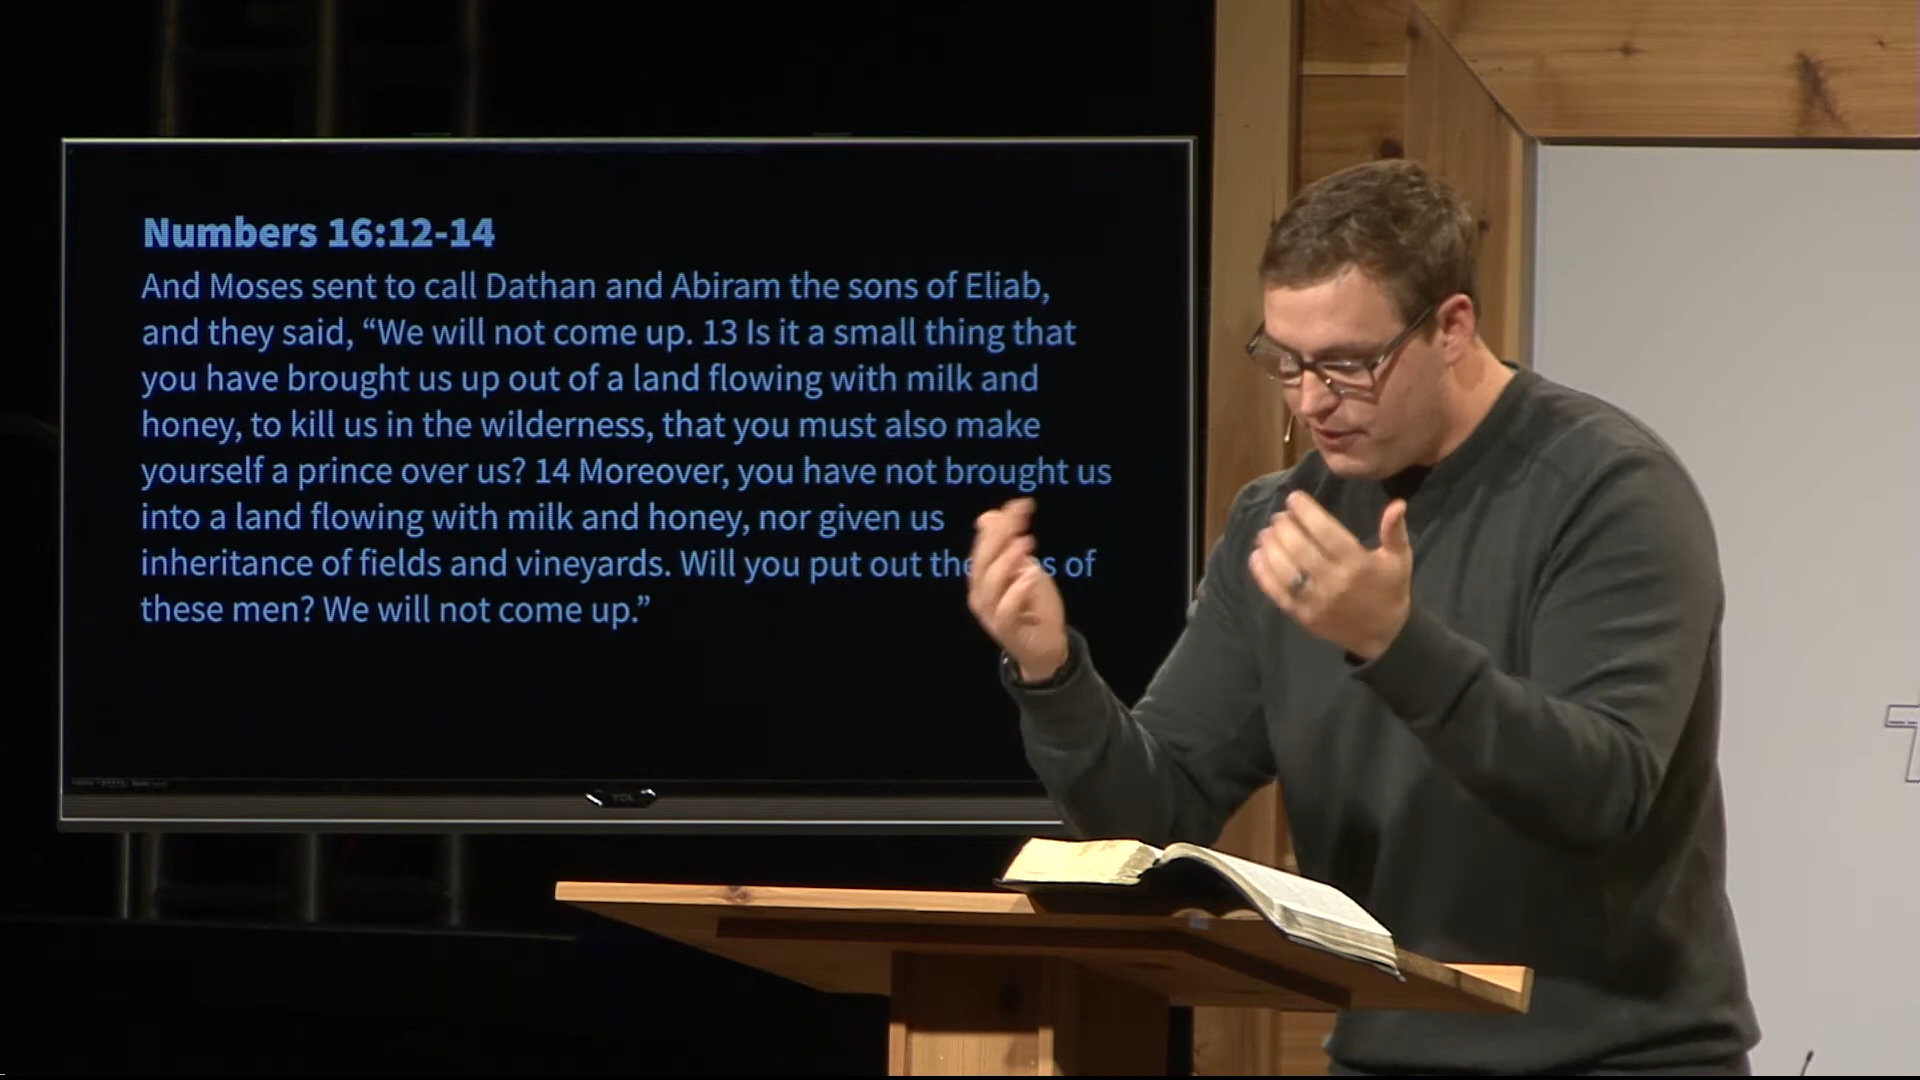 Numbers 16:12-14
And Moses sent to call Dathan and Abiram the sons of Eliab,
and they said, “We will not come up. 13 Is it a small thing that
you have brought us up out of a land flowing with milk and
honey, to kill us in the wilderness, that you must also make
yourself a prince over us? 14 Moreover, you have not brought us
into a land flowing with milk and honey, nor given us
inheritance of fields and vineyards. Will you put out the of
these men? We will not come up.”
TCL